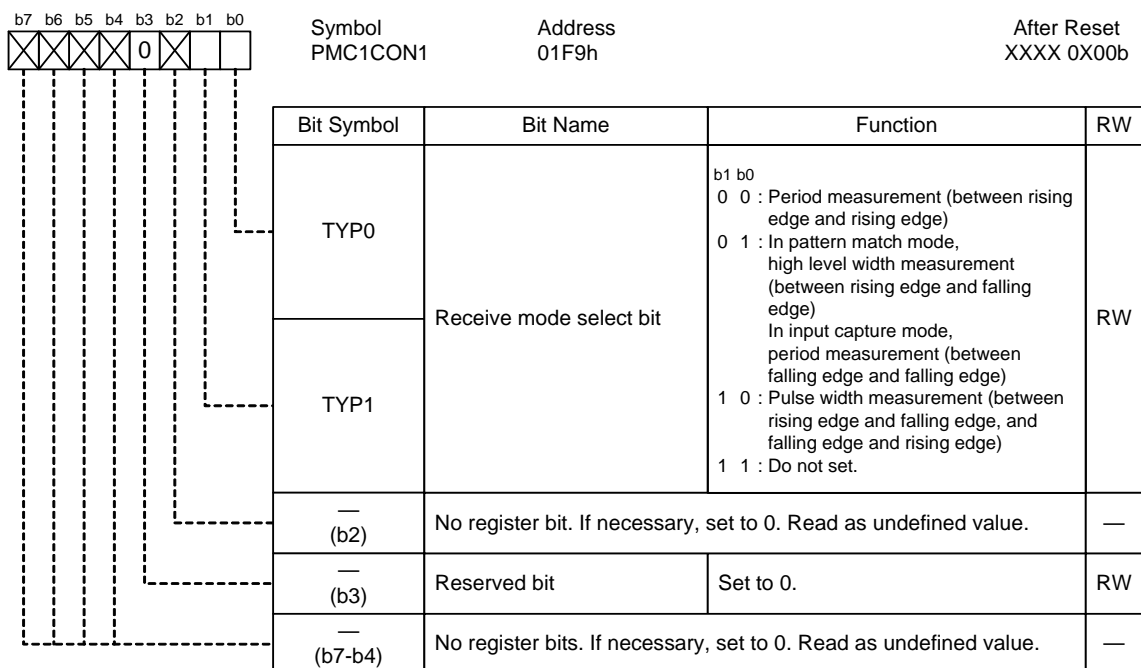 b7 b6 b5 b4 b3 b2 b1 b0
0
Symbol Address After Reset
PMC1CON1 01F9h XXXX 0X00b
Bit Symbol Bit Name Function RW
TYP0
TYP1
Receive mode select bit
b1 b0
0 0 : Period measurement (between rising
edge and rising edge)
0 1 : In pattern match mode,
high level width measurement
(between rising edge and falling
edge)
In input capture mode,
period measurement (between
falling edge and falling edge)
1 0 : Pulse width measurement (between
rising edge and falling edge, and
falling edge and rising edge)
1 1 : Do not set.
RW
—
(b2)
No register bit. If necessary, set to 0. Read as undefined value. —
—
(b3)
Reserved bit Set to 0. RW
—
(b7-b4)
No register bits. If necessary, set to 0. Read as undefined value. —